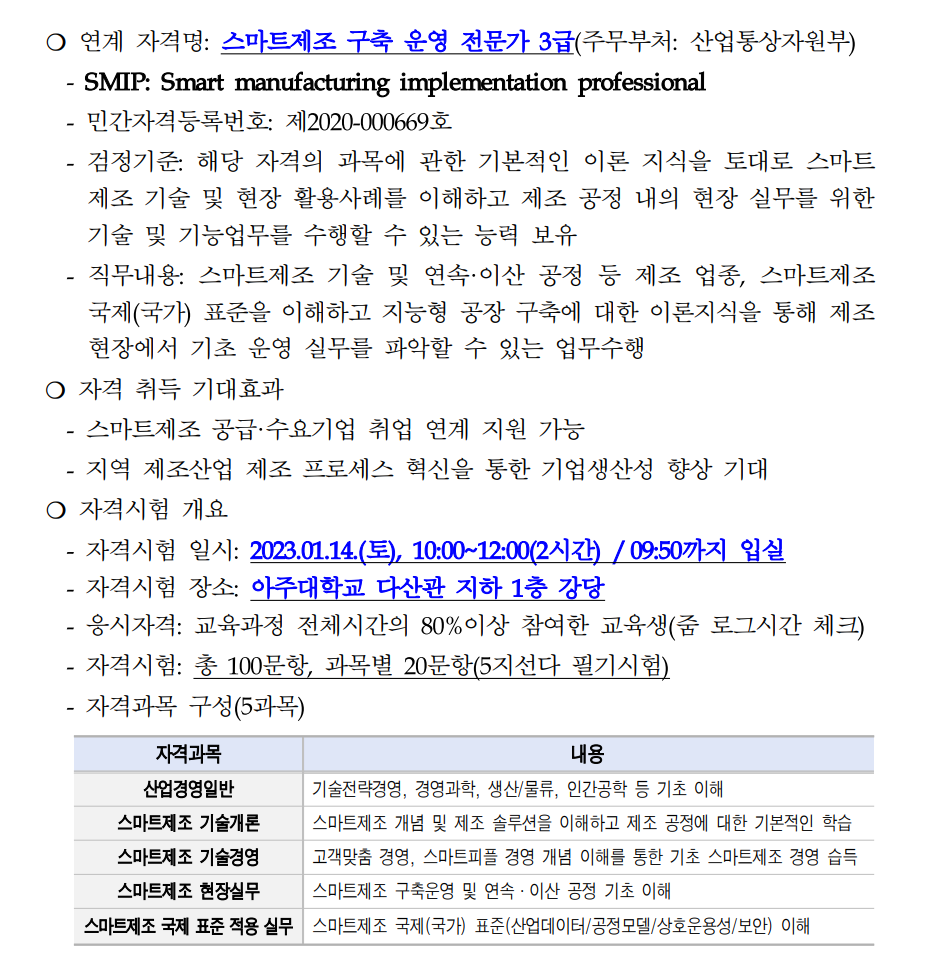 ❍ 연계 자격명: 스마트제조 구축 운영 전문가 3급(주무부처: 산업통상자원부)
- SMIP: Smart manufacturing implementation professional
- 민간자격등록번호: 제2020-000669호
- 검정기준: 해당 자격의 과목에 관한 기본적인 이론 지식을 토대로 스마트
제조 기술 및 현장 활용사례를 이해하고 제조 공정 내의 현장 실무를 위한
기술 및 기능업무를 수행할 수 있는 능력 보유
- 직무내용: 스마트제조 기술 및 연속·이산 공정 등 제조 업종, 스마트제조
국제(국가) 표준을 이해하고 지능형 공장 구축에 대한 이론지식을 통해 제조
현장에서 기초 운영 실무를 파악할 수 있는 업무수행
❍ 자격 취득 기대효과
- 스마트제조 공급·수요기업 취업 연계 지원 가능
- 지역 제조산업 제조 프로세스 혁신을 통한 기업생산성 향상 기대
❍ 자격시험 개요
- 자격시험 일시: 2023.01.14.(토), 10:00~12:00(2시간) / 09:50까지 입실
- 자격시험 장소: 아주대학교 다산관 지하 1층 강당
- 응시자격: 교육과정 전체시간의 80%이상 참여한 교육생(줌 로그시간 체크)
- 자격시험: 총 100문항, 과목별 20문항(5지선다 필기시험)
- 자격과목 구성(5과목)
자격과목 내용
산업경영일반 기술전략경영, 경영과학, 생산/물류, 인간공학 등 기초 이해
스마트제조 기술개론 스마트제조 개념 및 제조 솔루션을 이해하고 제조 공정에 대한 기본적인 학습
스마트제조 기술경영 고객맞춤 경영, 스마트피플 경영 개념 이해를 통한 기초 스마트제조 경영 습득
스마트제조 현장실무 스마트제조 구축운영 및 연속·이산 공정 기초 이해
스마트제조 국제 표준 적용 실무 스마트제조 국제(국가) 표준(산업데이터/공정모델/상호운용성/보안) 이해